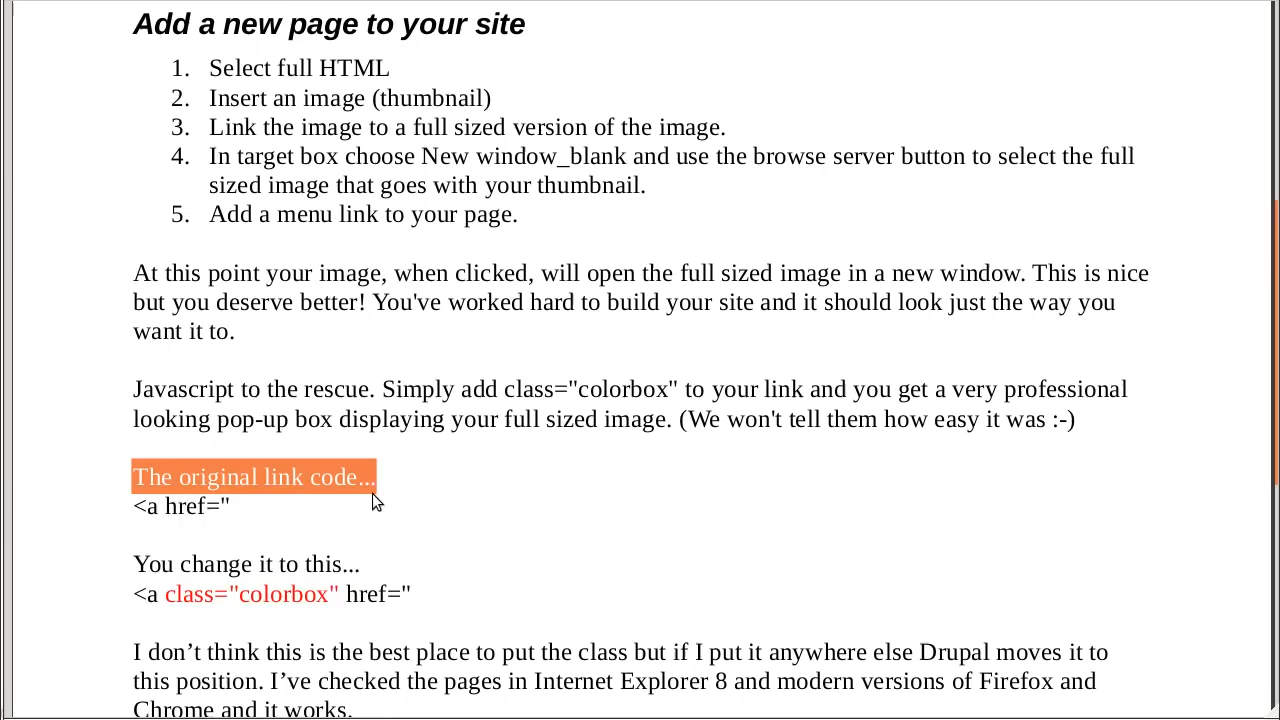 Add a new page to your site
1. Select full HTML
2. Insert an image (thumbnail)
3. Link the image to a full sized version of the image.
4. In target box choose New window_blank and use the browse server button to select the full
sized image that goes with your thumbnail.
5. Add a menu link to your page.
At this point your image, when clicked, will open the full sized image in a new window. This is nice
but you deserve better! You've worked hard to build your site and it should look just the way you
want it to.
Javascript to the rescue. Simply add class="colorbox" to your link and you get a very professional
looking pop-up box displaying your full sized image. (We won't tell them how easy it was :-)
The original link code...
<a href="
You change it to this...
<a class="colorbox" href="
I don’t think this is the best place to put the class but if I put it anywhere else Drupal moves it to
this position. I’ve checked the pages in Internet Explorer 8 and modern versions of Firefox and
Chrome and it works.